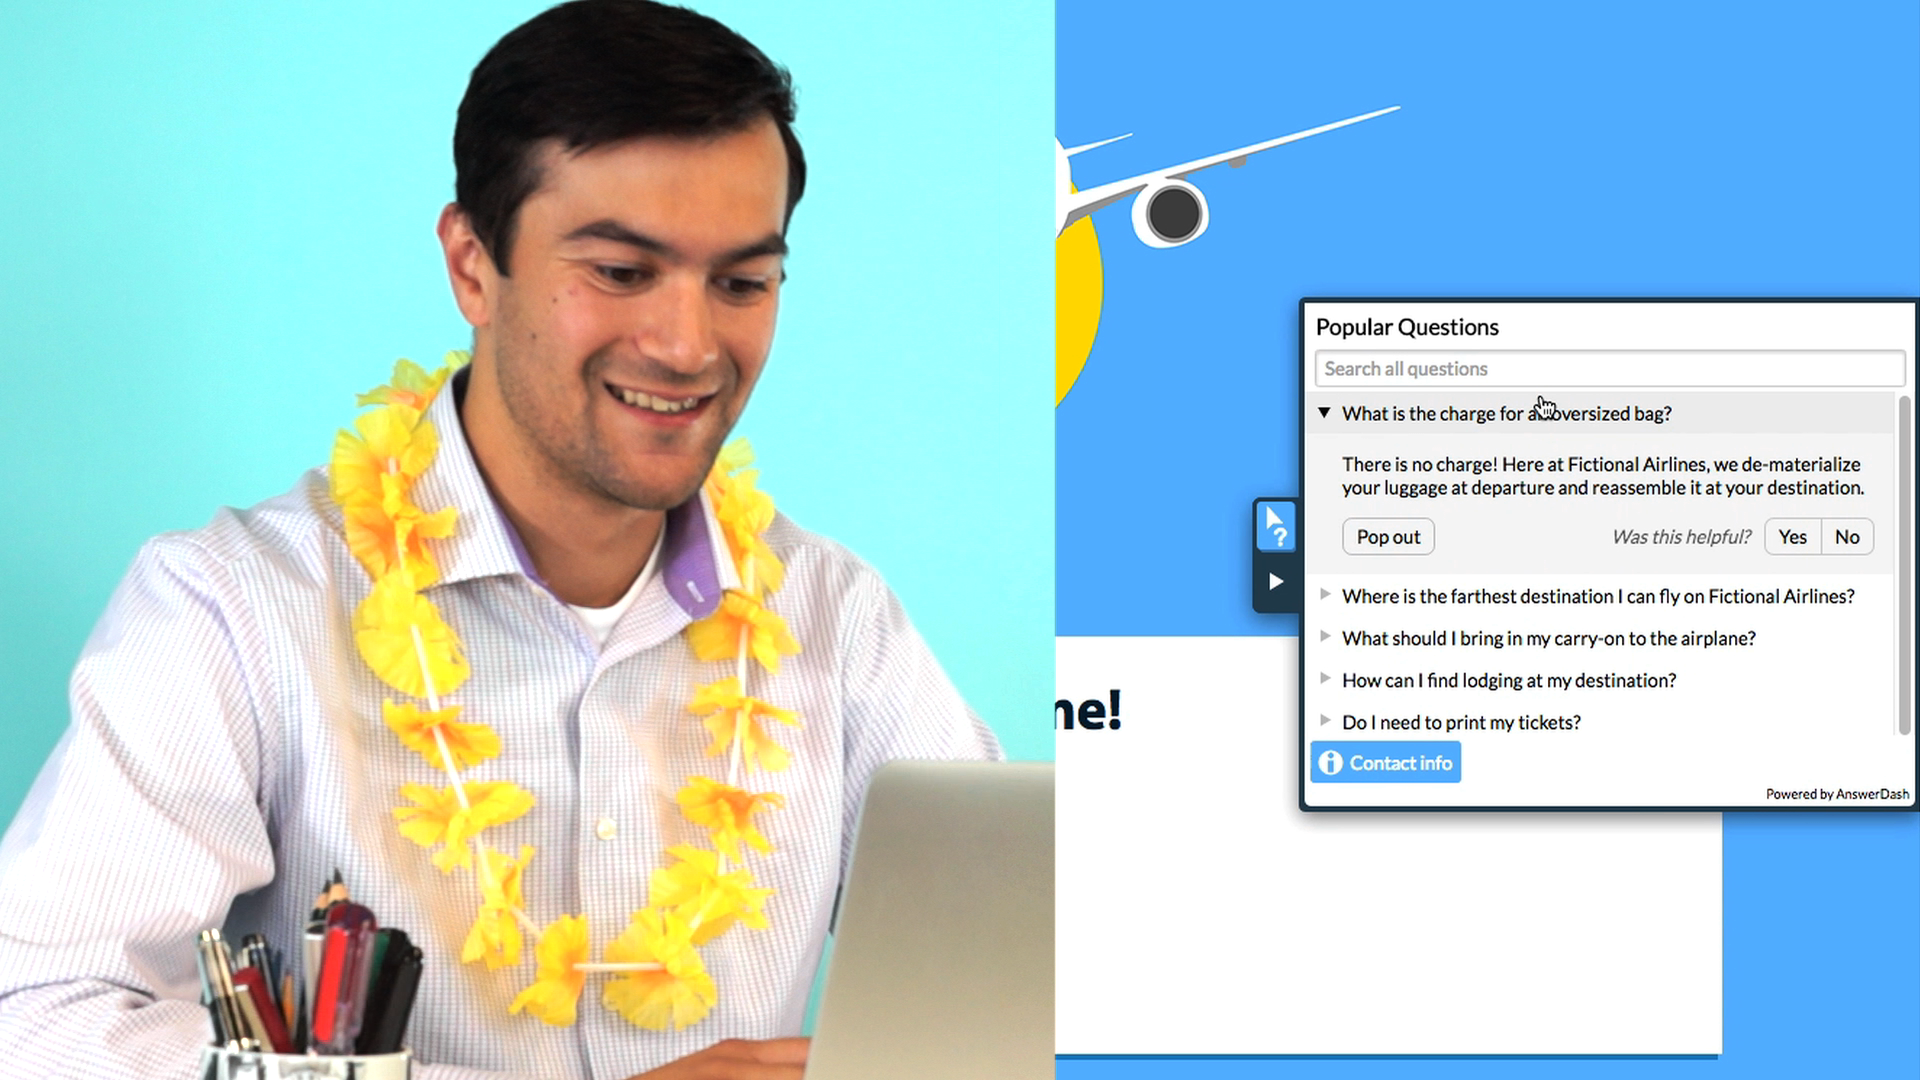 Popular Questions
Search all questions
What is the charge for a oversized bag?
There is no charge! Here at Fictional Airlines, we de-materialize
your luggage at departure and reassemble it at your destination.
Pop out
Was this helpful?
Yes
No
?
Where is the farthest destination I can fly on Fictional Airlines?
What should I bring in my carry-on to the airplane?
How can I find lodging at my destination?
ne!
Do I need to print my tickets?
i Contact info
Powered by AnswerDash